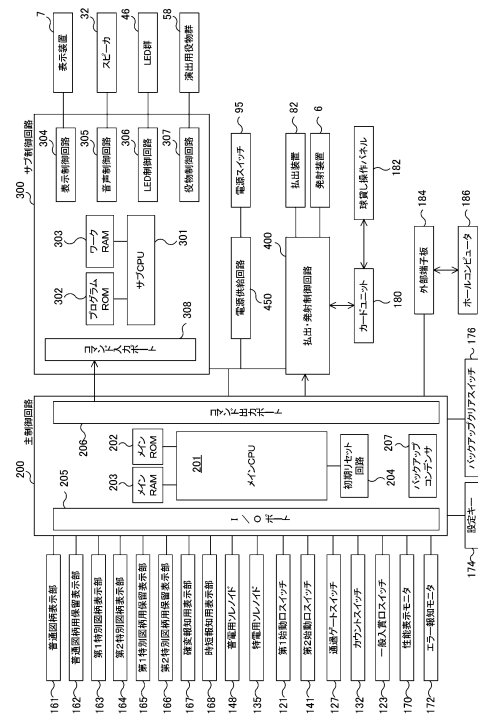 161
普通図柄表示部
162
普通図柄用保留表示部
163
第1特別図柄表示部
164
第2特別図柄表示部
165
第1特別図柄用保留表示部
166
第2特別図柄用保留表示部
167
確変報知用表示部
168
時短報知用表示部
148
普電用ソレノイド
135
特電用ソレノイド
121
第1始動口スイッチ
141
第2始動口スイッチ
127
通過ゲートスイッチ
132
カウントスイッチ
123
一般入賞口スイッチ
170
性能表示モニタ
172
エラー報知モニタ
200
主制御回路
205
I/Oポート
203
メインRAM
202
メインROM
201
メインCPU
204
初期リセット回路
207
バックアップコンデンサ
206
コマンド出力ポート
174
設定キー
176
バックアップクリアスイッチ
300
サブ制御回路
308
コマンド入力ポート
302
プログラムROM
303
ワークRAM
301
サブCPU
304
表示制御回路
305
音声制御回路
306
LED制御回路
307
役物制御回路
7
表示装置
32
スピーカ
46
LED群
58
演出用役物群
450
電源供給回路
95
電源スイッチ
400
払出・発射制御回路
82
払出装置
6
発射装置
180
カードユニット
182
球貸し操作パネル
184
外部端子板
186
ホールコンピュータ